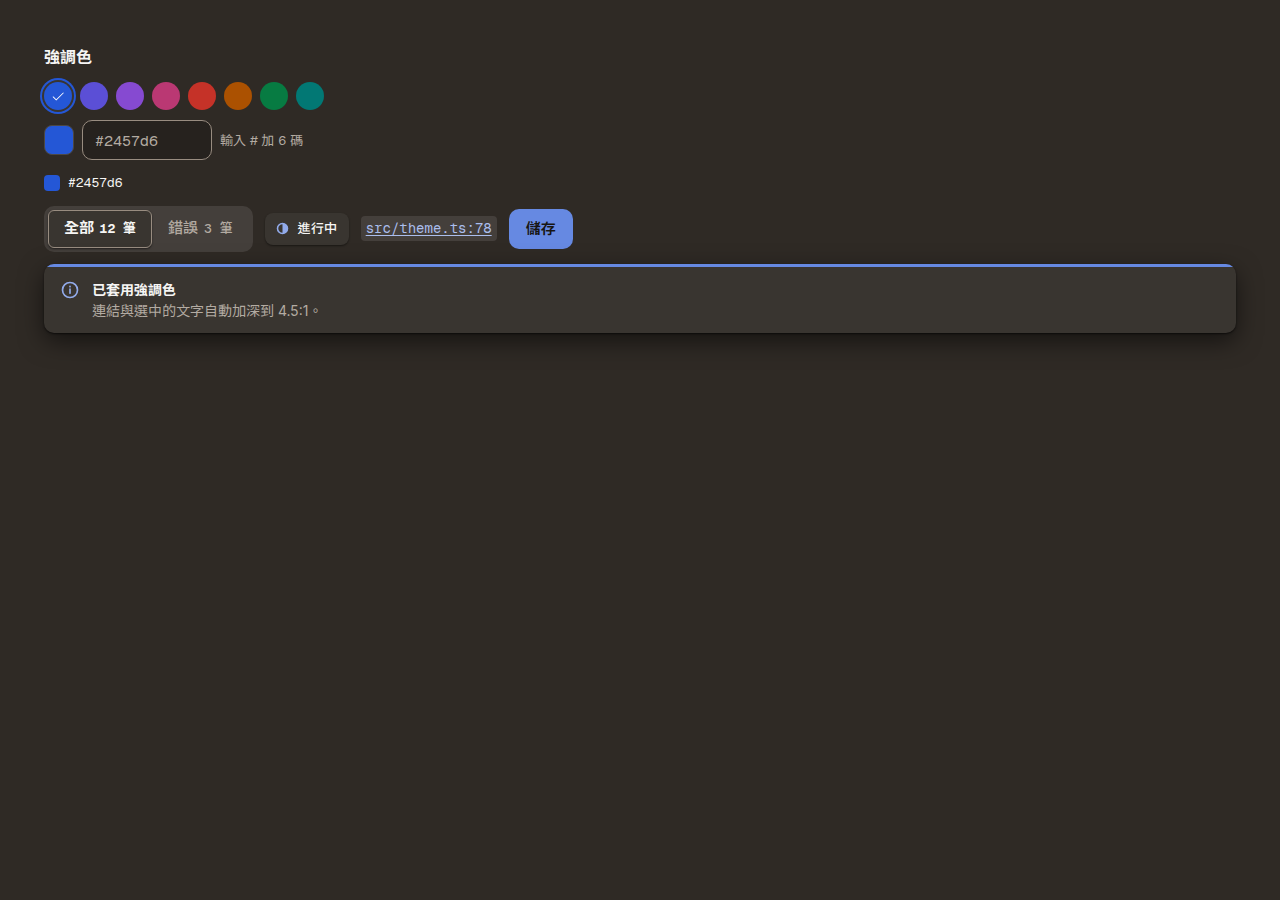 強調色
#2457d6 輸入 # 加 6 碼
#2457d6
全部 12 筆 錯誤 3 筆 進行中 src/theme.ts:78 儲存
已套用強調色
連結與選中的文字自動加深到 4.5:1。